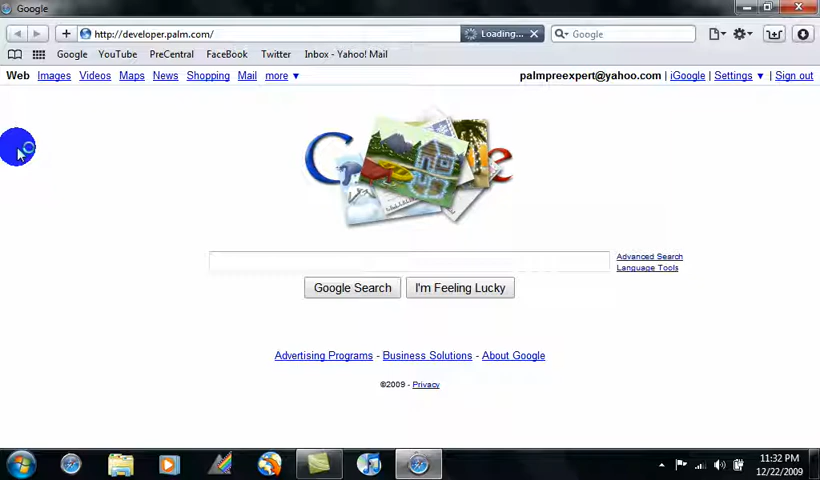 Google
http://developer.palm.com/
Loading...
Google
Google YouTube PreCentral FaceBook Twitter Inbox - Yahoo! Mail
Web Images Videos Maps News Shopping Mail more ▼
palmpreexpert@yahoo.com | iGoogle | Settings ▼ | Sign out
G le
Advanced Search
Language Tools
Google Search
I'm Feeling Lucky
Advertising Programs - Business Solutions - About Google
©2009 - Privacy
11:32 PM
12/22/2009